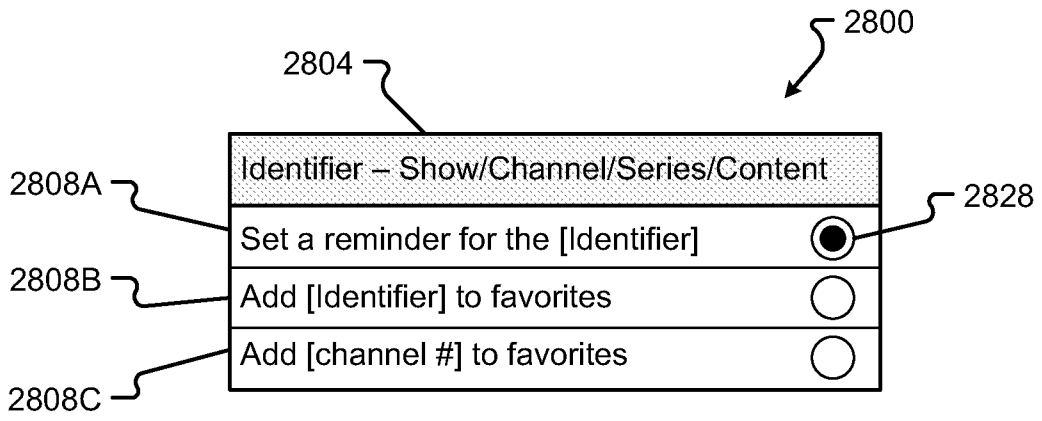 2800
2804
Identifier – Show/Channel/Series/Content
2808A
2828
Set a reminder for the [Identifier]
2808B
Add [Identifier] to favorites
Add [channel #] to favorites
2808C